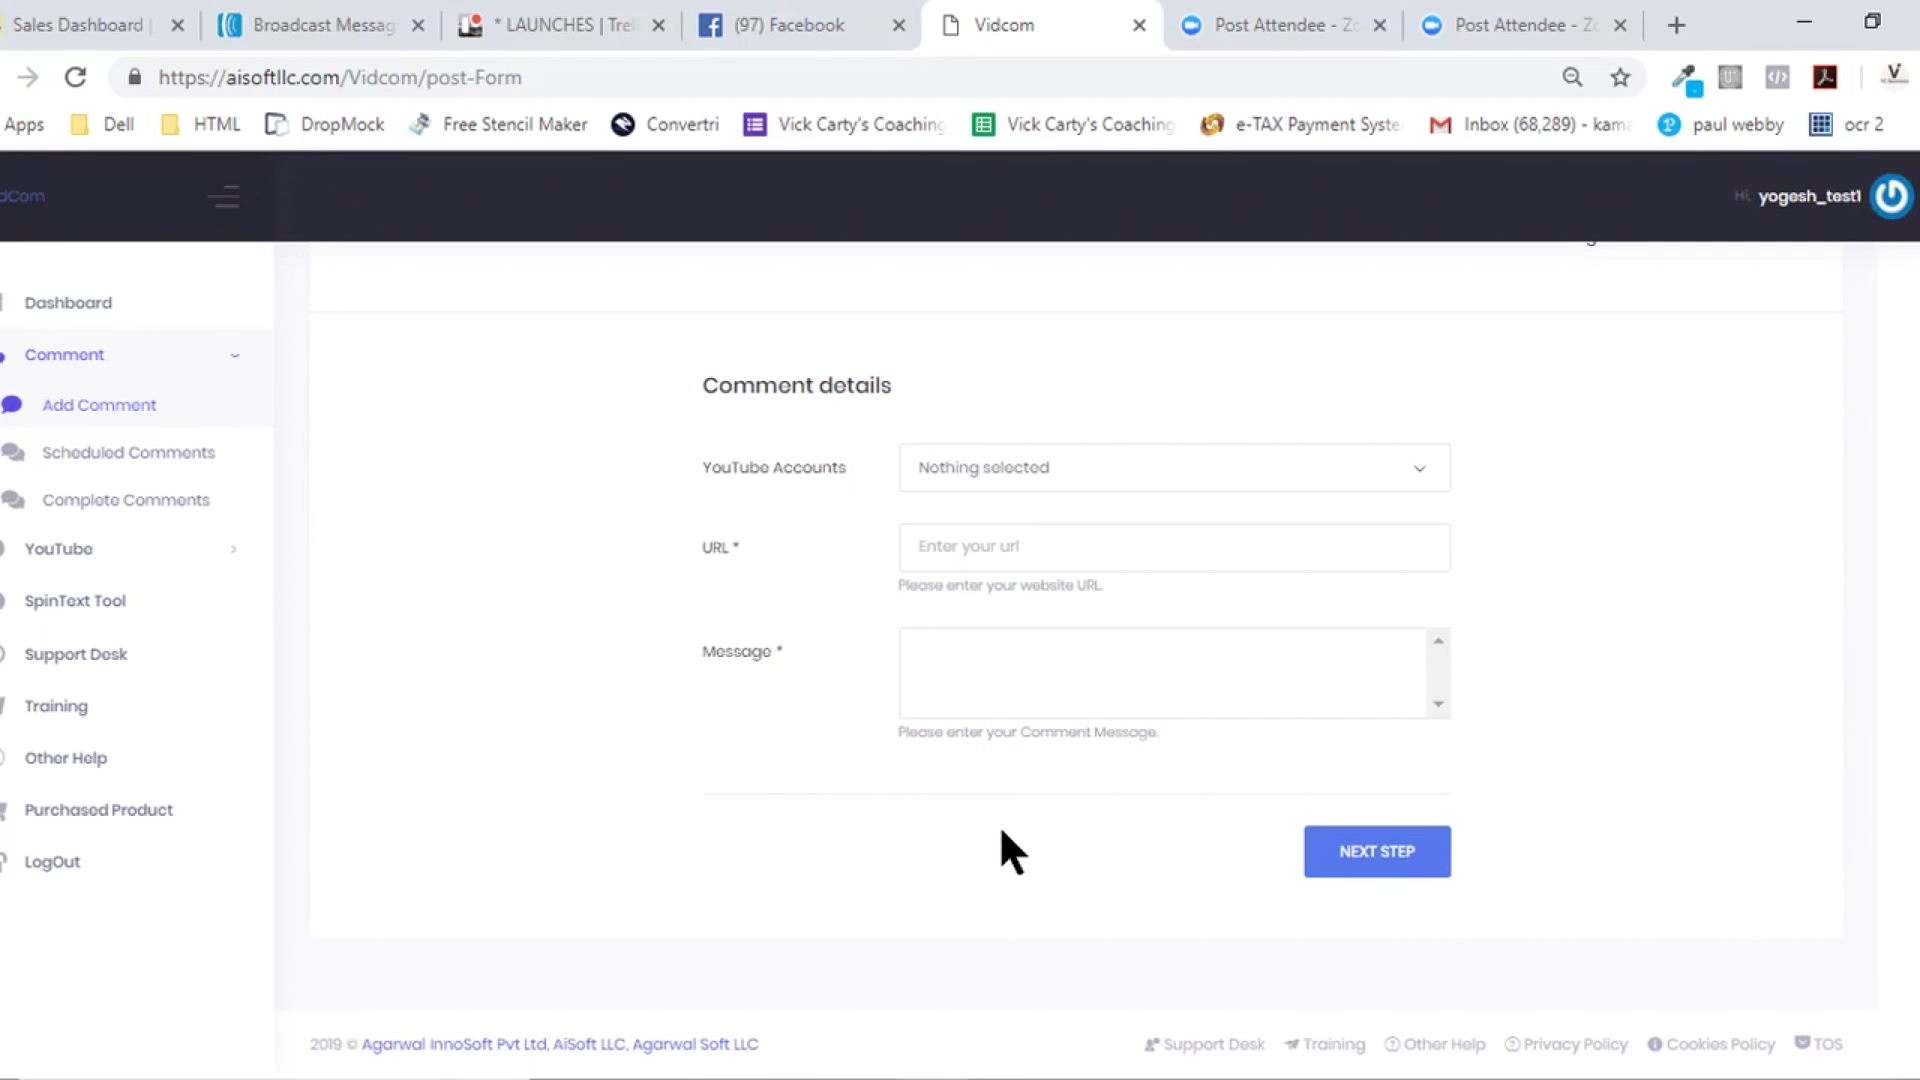 Sales Dashboard
Broadcast Messag
* LAUNCHES | Trel
(97) Facebook
Vidcom
Post Attendee - Zo
Post Attendee - Zo
https://aisoftllc.com/Vidcom/post-Form
Apps
Dell
HTML
DropMock
Free Stencil Maker
Convertri
Vick Carty's Coaching
Vick Carty's Coaching
e-TAX Payment Syste
Inbox (68,289) - kama
paul webby
ocr 2
dCom
Hi, yogesh_test1
Dashboard
Comment
Add Comment
Scheduled Comments
Complete Comments
YouTube
SpinText Tool
Support Desk
Training
Other Help
Purchased Product
LogOut
Comment details
YouTube Accounts
Nothing selected
URL *
Enter your url
Please enter your website URL.
Message *
Please enter your Comment Message.
NEXT STEP
2019 © Agarwal InnoSoft Pvt Ltd, AiSoft LLC, Agarwal Soft LLC
Support Desk
Training
Other Help
Privacy Policy
Cookies Policy
TOS